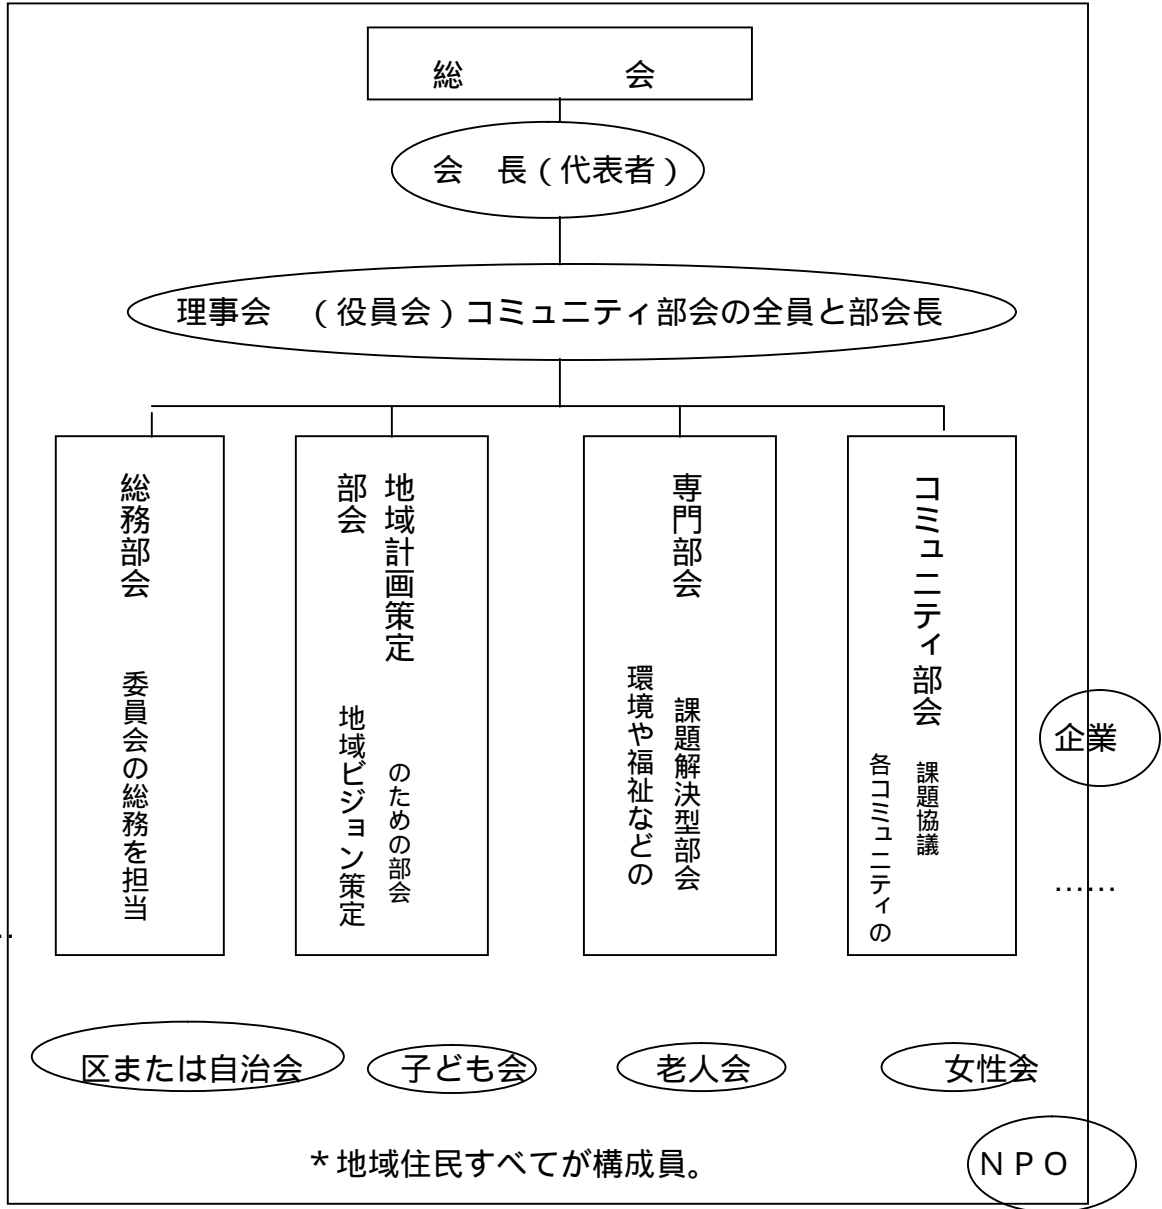 総　　　　　会
会　長（代表者）
理事会　（役員会）コミュニティ部会の全員と部会長
総務部会　委員会の総務を担当
地域計画策定
部会
のための部会
地域ビジョン策定
専門部会
課題解決型部会
環境や福祉などの
コミュニティ部会
課題協議
各コミュニティの
企業
……
..
区または自治会
子ども会
老人会
女性会
＊地域住民すべてが構成員。
ＮＰＯ